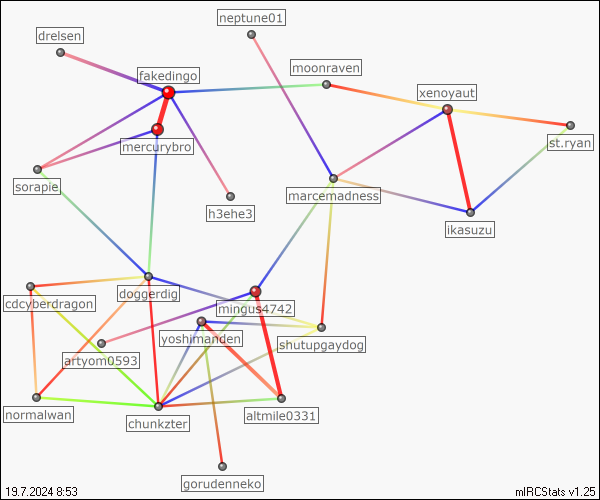 neptune01
drelsen
moonraven
fakedingo
xenoyaut
st.ryan
mercurybro
sorapie
marcemadness
h3ehe3
ikasuzu
doggerdig
cdcyberdragon
mingus4742
yoshimanden
shutupgaydog
artyom0593
normalwan
altmile0331
chunkzter
gorudenneko
19.7.2024 8:53
mIRCStats v1.25